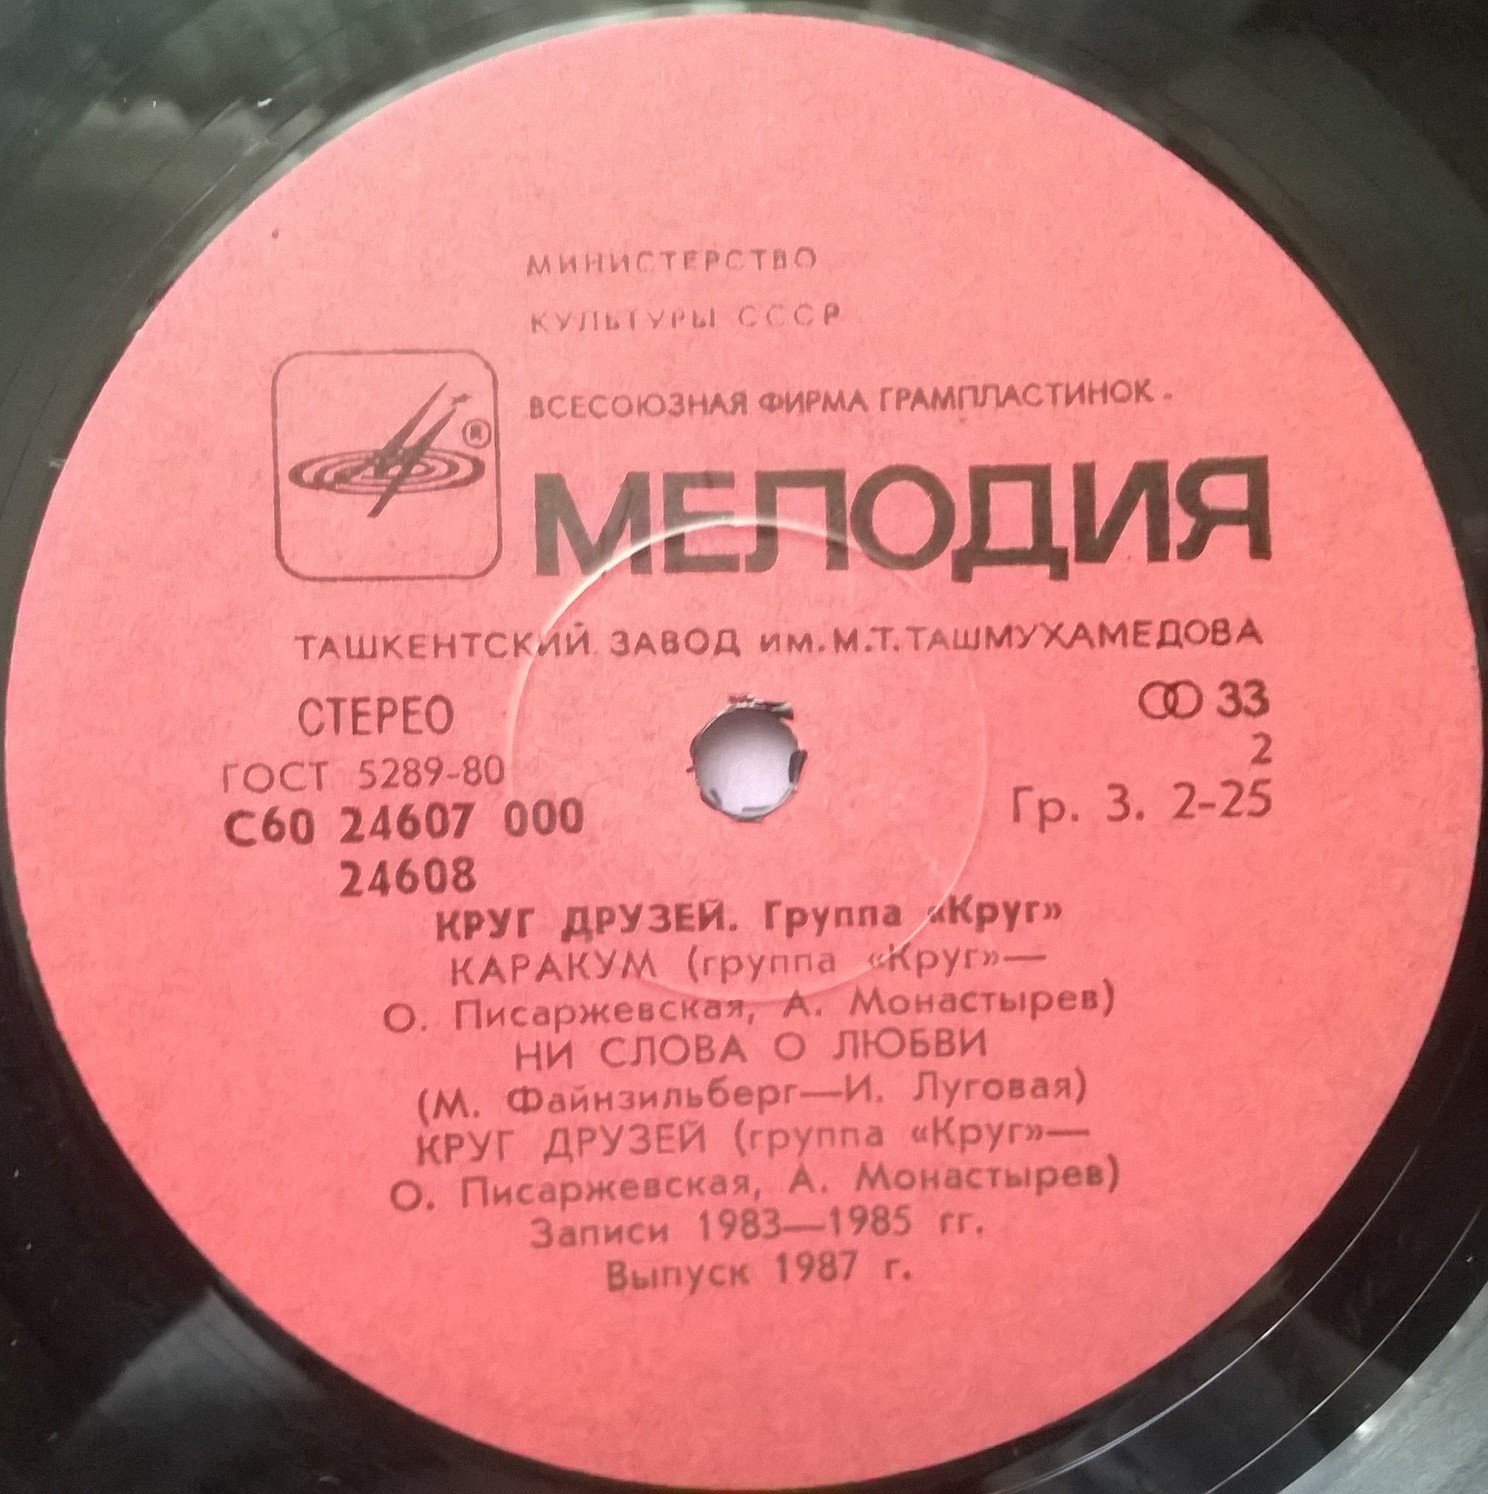 МИНИСТЕРСТВО
КУЛЬТУРЫ СССР
ВСЕСОЮЗНАЯ ФИРМА ГРАМПЛАСТИНОК
®
МЕЛОДИЯ
ТАШКЕНТСКИЙ ЗАВОД ИМ. М.Т. ТАШМУХАМЕДОВА
СТЕРЕО
33
ГОСТ 5289-80
2
С60 24607 000
Гр. 3. 2-25
24608
КРУГ ДРУЗЕЙ. Группа «Круг»
КАРАКУМ (группа «Круг»—
О. Писаржевская, А. Монастырев)
НИ СЛОВА О ЛЮБВИ
(М. Файнзильберг—И. Луговая)
КРУГ ДРУЗЕЙ (группа «Круг»—
О. Писаржевская, А. Монастырев)
Записи 1983—1985 гг.
Выпуск 1987 г.